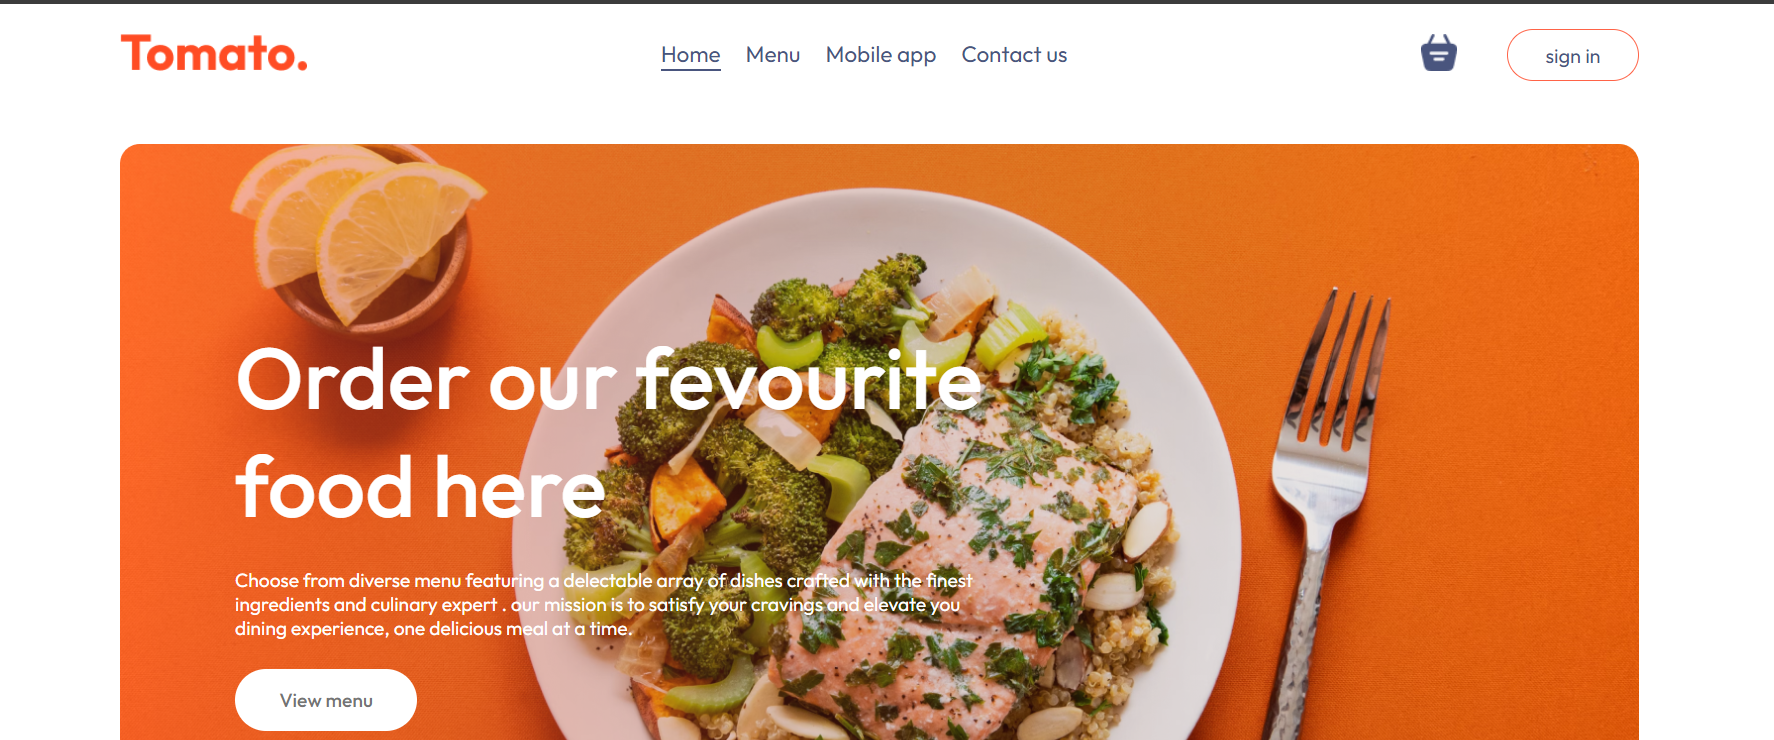 Tomato.
Home Menu Mobile app Contact us
sign in
Order our fevourite
food here
Choose from diverse menu featuring a delectable array of dishes crafted with the finest
ingredients and culinary expert . our mission is to satisfy your cravings and elevate you
dining experience, one delicious meal at a time.
View menu